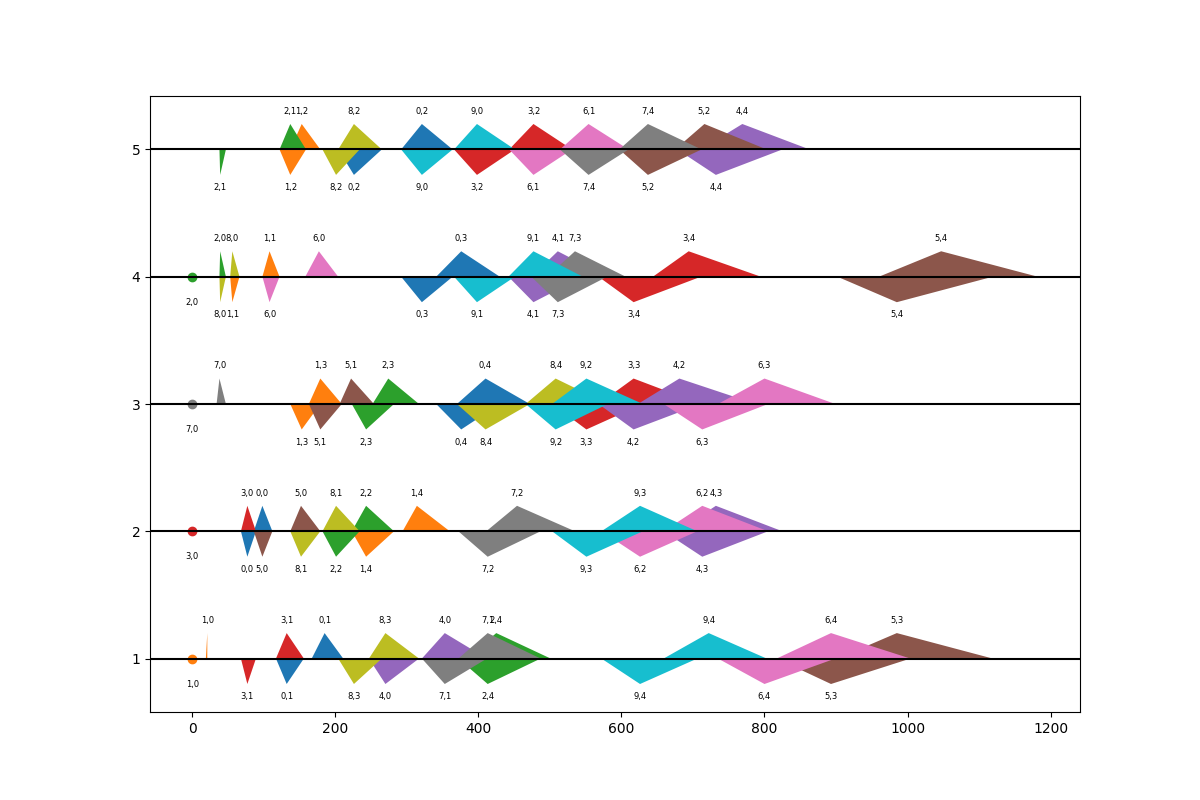 2,1 1,2 8,2 0,2 9,0 3,2 6,1 7,4 5,2 4,4
5
2,1 1,2 8,2 0,2 9,0 3,2 6,1 7,4 5,2 4,4
2,0 8,0 1,1 6,0 0,3 9,1 4,1 7,3 3,4 5,4
4
2,0 8,0 1,1 6,0 0,3 9,1 4,1 7,3 3,4 5,4
7,0 1,3 5,1 2,3 0,4 8,4 9,2 3,3 4,2 6,3
3
7,0 1,3 5,1 2,3 0,4 8,4 9,2 3,3 4,2 6,3
3,0 0,0 5,0 8,1 2,2 1,4 7,2 9,3 6,2 4,3
2
3,0 0,0 5,0 8,1 2,2 1,4 7,2 9,3 6,2 4,3
1,0 3,1 0,1 8,3 4,0 7,1 2,4 9,4 6,4 5,3
1
1,0 3,1 0,1 8,3 4,0 7,1 2,4 9,4 6,4 5,3
0 200 400 600 800 1000 1200